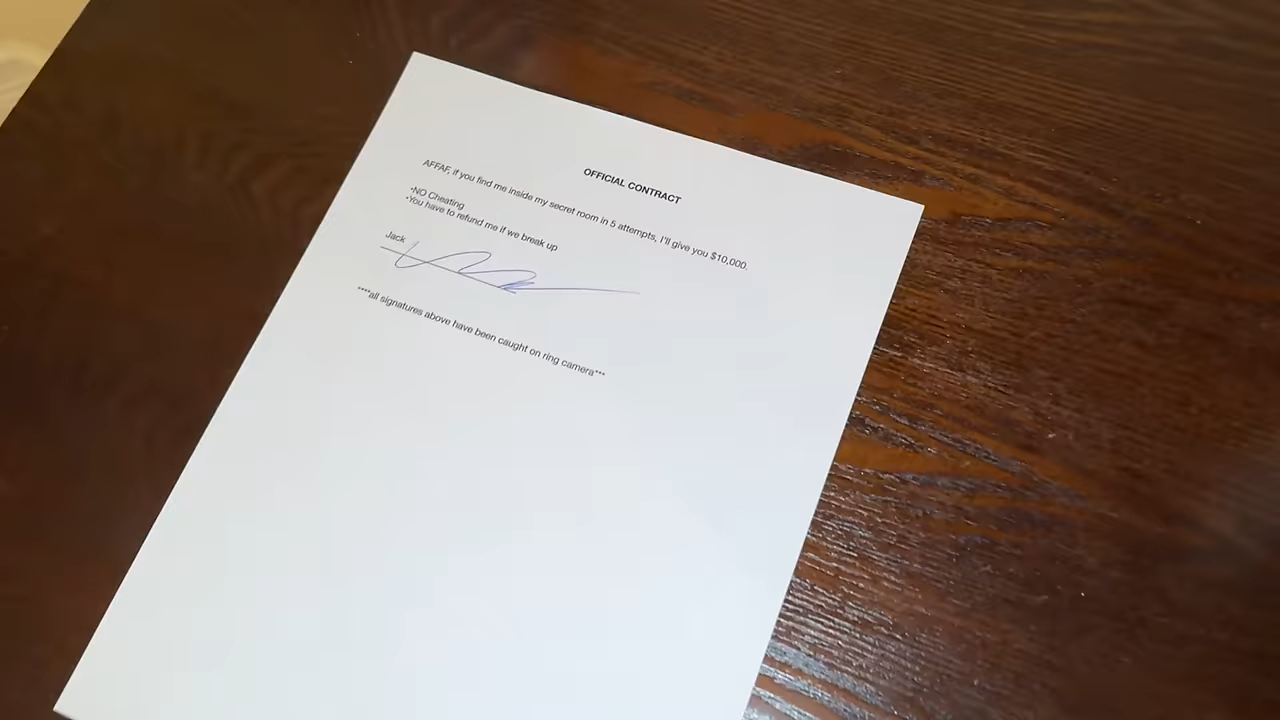 OFFICIAL CONTRACT
AFFAF, if you find me inside my secret room in 5 attempts, I'll give you $10,000.
•NO Cheating
•You have to refund me if we break up
Jack
****all signatures above have been caught on ring camera***